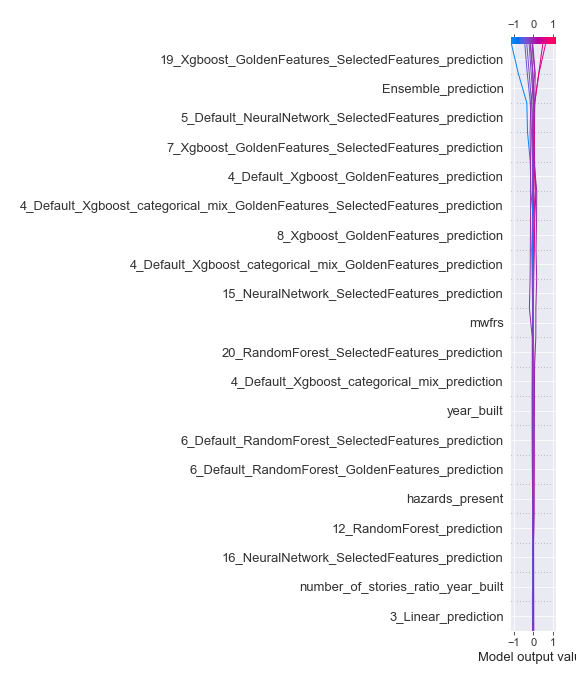 −1 0 1
19_Xgboost_GoldenFeatures_SelectedFeatures_prediction
Ensemble_prediction
5_Default_NeuralNetwork_SelectedFeatures_prediction
7_Xgboost_GoldenFeatures_SelectedFeatures_prediction
4_Default_Xgboost_GoldenFeatures_prediction
4_Default_Xgboost_categorical_mix_GoldenFeatures_SelectedFeatures_prediction
8_Xgboost_GoldenFeatures_prediction
4_Default_Xgboost_categorical_mix_GoldenFeatures_prediction
15_NeuralNetwork_SelectedFeatures_prediction
mwfrs
20_RandomForest_SelectedFeatures_prediction
4_Default_Xgboost_categorical_mix_prediction
year_built
6_Default_RandomForest_SelectedFeatures_prediction
6_Default_RandomForest_GoldenFeatures_prediction
hazards_present
12_RandomForest_prediction
16_NeuralNetwork_SelectedFeatures_prediction
number_of_stories_ratio_year_built
3_Linear_prediction
−1 0 1
Model output valu